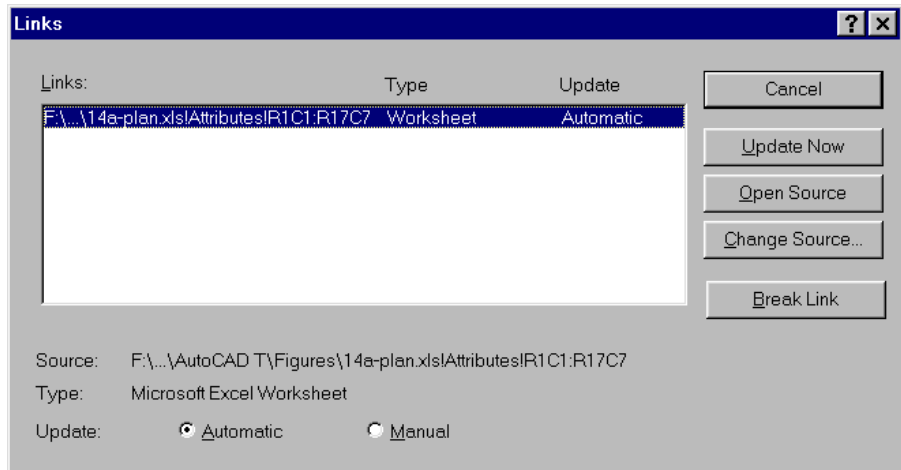 Links
Links: Type Update
F:\...\14a-plan.xls!Attributes!R1C1:R17C7 Worksheet Automatic
Cancel
Update Now
Open Source
Change Source...
Break Link
Source: F:\...\AutoCAD T\Figures\14a-plan.xls!Attributes!R1C1:R17C7
Type: Microsoft Excel Worksheet
Update: Automatic Manual